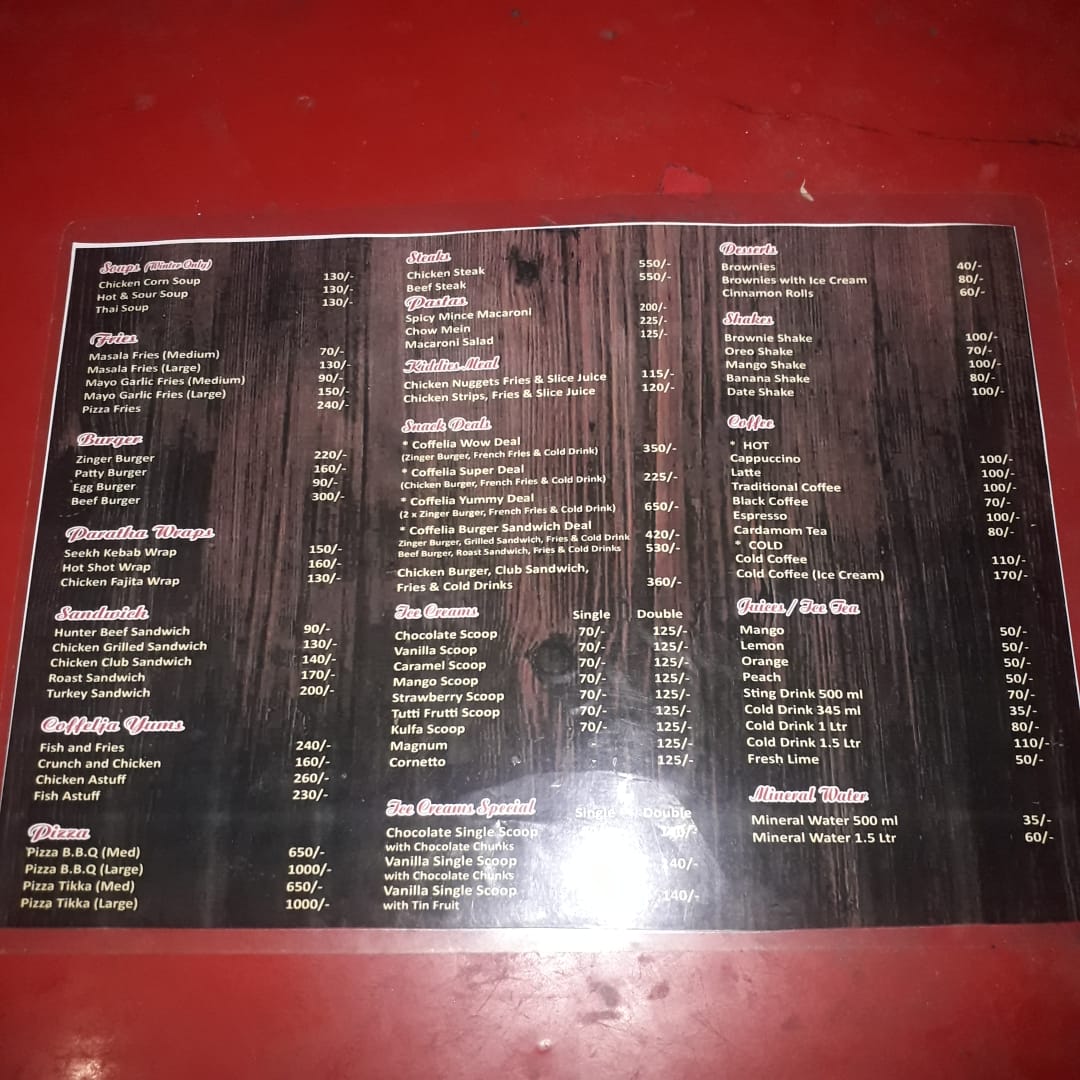 Soups (Winter Only)
Chicken Corn Soup 130/-
Hot & Sour Soup 130/-
Thai Soup 130/-
Fries
Masala Fries (Medium) 70/-
Masala Fries (Large) 130/-
Mayo Garlic Fries (Medium) 90/-
Mayo Garlic Fries (Large) 150/-
Pizza Fries 240/-
Burger
Zinger Burger 220/-
Patty Burger 160/-
Egg Burger 90/-
Beef Burger 300/-
Paratha Wraps
Seekh Kebab Wrap 150/-
Hot Shot Wrap 160/-
Chicken Fajita Wrap 130/-
Sandwich
Hunter Beef Sandwich 90/-
Chicken Grilled Sandwich 130/-
Chicken Club Sandwich 140/-
Roast Sandwich 170/-
Turkey Sandwich 200/-
Coffelja Yums
Fish and Fries 240/-
Crunch and Chicken 160/-
Chicken Astuff 260/-
Fish Astuff 230/-
Pizza
Pizza B.B.Q (Med) 650/-
Pizza B.B.Q (Large) 1000/-
Pizza Tikka (Med) 650/-
Pizza Tikka (Large) 1000/-
Steaks
Chicken Steak 550/-
Beef Steak 550/-
Pastas
Spicy Mince Macaroni 200/-
Chow Mein 225/-
Macaroni Salad 125/-
Kiddies Meal
Chicken Nuggets Fries & Slice Juice 115/-
Chicken Strips, Fries & Slice Juice 120/-
Snack Deals
* Coffelia Wow Deal
(Zinger Burger, French Fries & Cold Drink) 350/-
* Coffelia Super Deal
(Chicken Burger, French Fries & Cold Drink) 225/-
* Coffelia Yummy Deal
(2 x Zinger Burger, French Fries & Cold Drink) 650/-
* Coffelia Burger Sandwich Deal
Zinger Burger, Grilled Sandwich, Fries & Cold Drink 420/-
Beef Burger, Roast Sandwich, Fries & Cold Drinks 530/-
Chicken Burger, Club Sandwich,
Fries & Cold Drinks 360/-
Ice Creams Single Double
Chocolate Scoop 70/- 125/-
Vanilla Scoop 70/- 125/-
Caramel Scoop 70/- 125/-
Mango Scoop 70/- 125/-
Strawberry Scoop 70/- 125/-
Tutti Frutti Scoop 70/- 125/-
Kulfa Scoop 70/- 125/-
Magnum - 125/-
Cornetto 125/-
Ice Creams Special Single Double
Chocolate Single Scoop 140/-
with Chocolate Chunks
Vanilla Single Scoop 140/-
with Chocolate Chunks
Vanilla Single Scoop 140/-
with Tin Fruit
Desserts
Brownies 40/-
Brownies with Ice Cream 80/-
Cinnamon Rolls 60/-
Shakes
Brownie Shake 100/-
Oreo Shake 70/-
Mango Shake 100/-
Banana Shake 80/-
Date Shake 100/-
Coffee
* HOT
Cappuccino 100/-
Latte 100/-
Traditional Coffee 100/-
Black Coffee 70/-
Espresso 100/-
Cardamom Tea 80/-
* COLD
Cold Coffee 110/-
Cold Coffee (Ice Cream) 170/-
Juices / Ice Tea
Mango 50/-
Lemon 50/-
Orange 50/-
Peach 50/-
Sting Drink 500 ml 70/-
Cold Drink 345 ml 35/-
Cold Drink 1 Ltr 80/-
Cold Drink 1.5 Ltr 110/-
Fresh Lime 50/-
Mineral Water
Mineral Water 500 ml 35/-
Mineral Water 1.5 Ltr 60/-